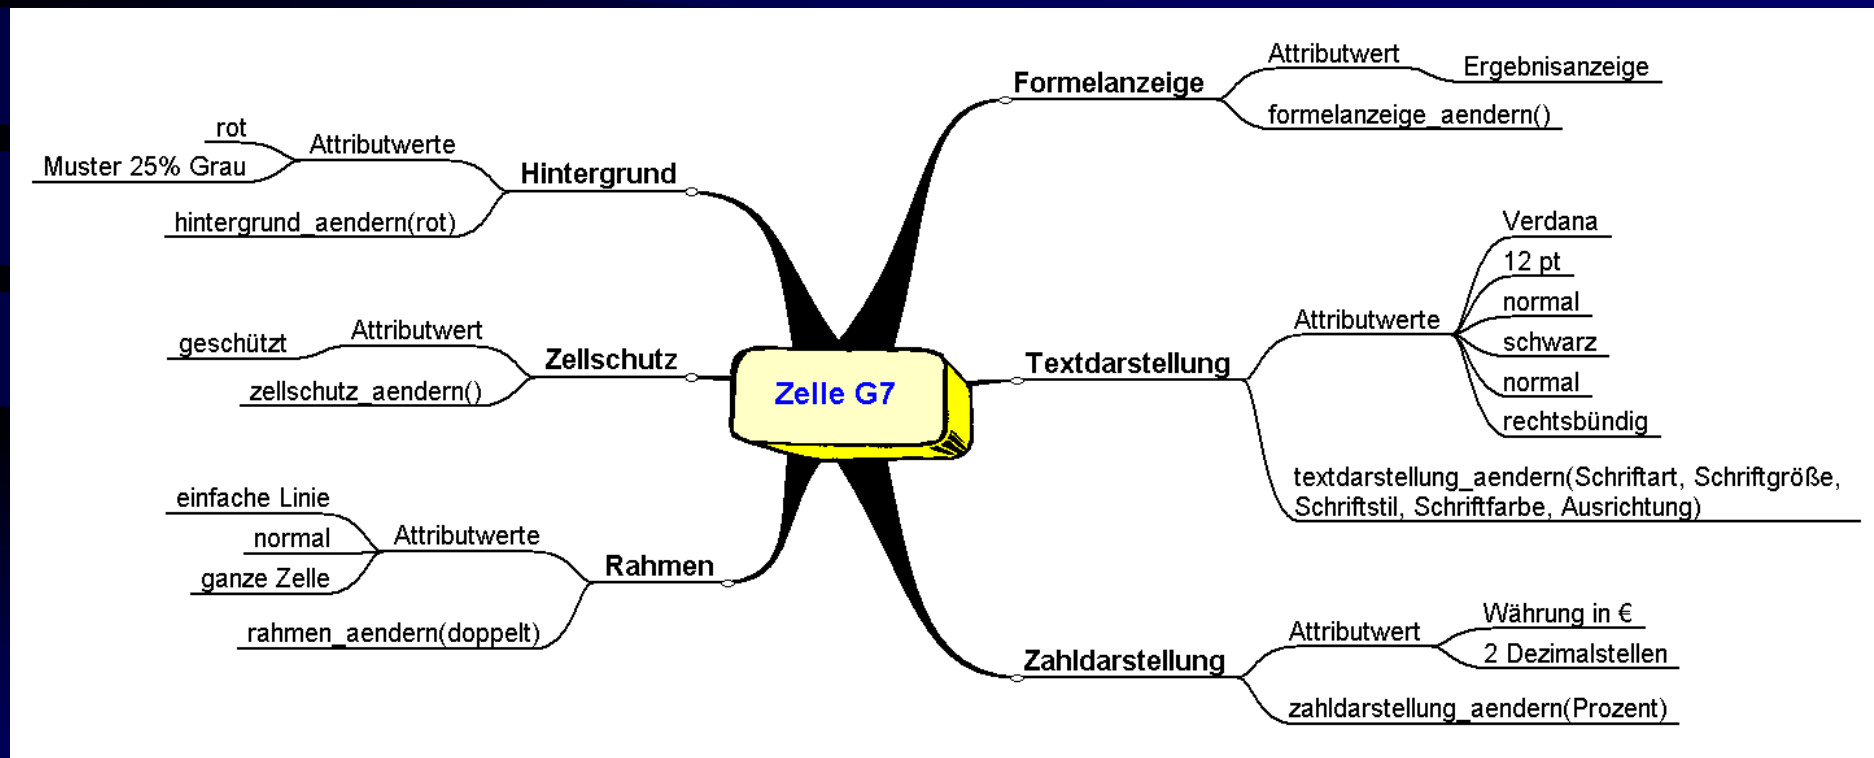 Zelle G7
Formelanzeige
Attributwert
Ergebnisanzeige
formelanzeige_aendern()
Textdarstellung
Attributwerte
Verdana
12 pt
normal
schwarz
normal
rechtsbündig
textdarstellung_aendern(Schriftart, Schriftgröße,
Schriftstil, Schriftfarbe, Ausrichtung)
Zahldarstellung
Attributwert
Währung in €
2 Dezimalstellen
zahldarstellung_aendern(Prozent)
Hintergrund
Attributwerte
rot
Muster 25% Grau
hintergrund_aendern(rot)
Zellschutz
Attributwert
geschützt
zellschutz_aendern()
Rahmen
Attributwerte
einfache Linie
normal
ganze Zelle
rahmen_aendern(doppelt)